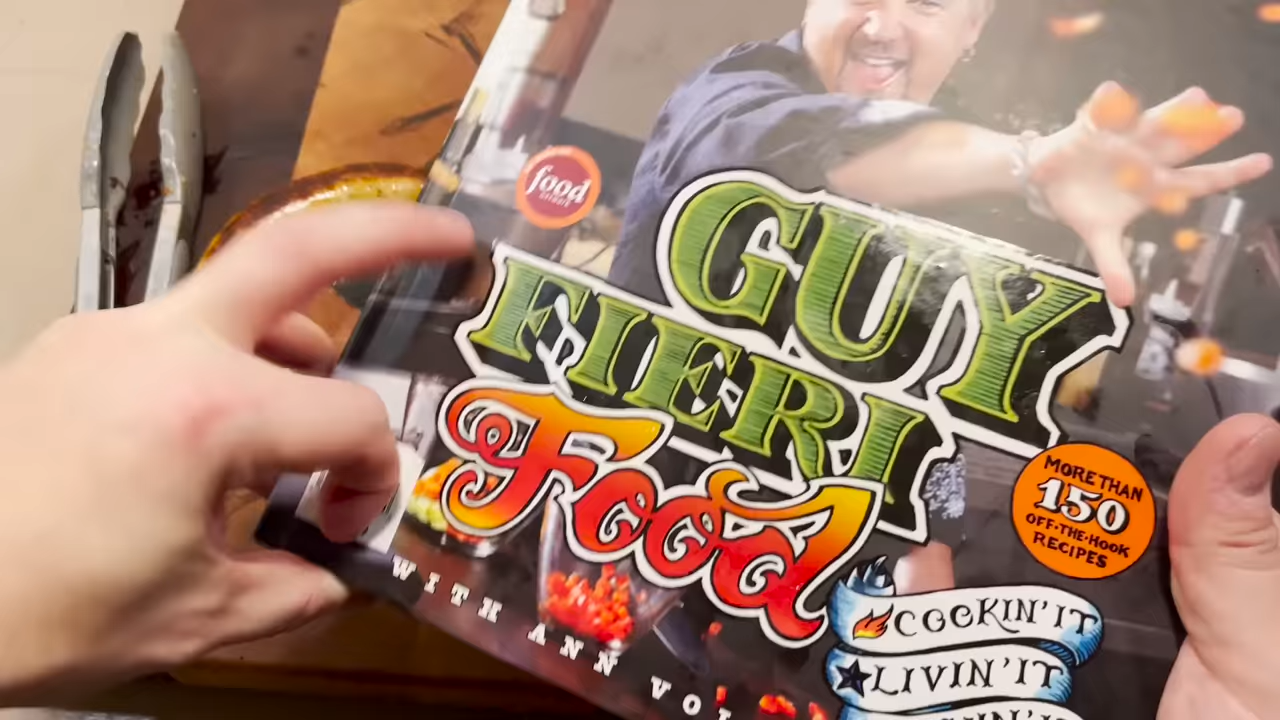 food
GUY
FIERI
Food
MORE THAN
150
OFF-THE-HOOK
RECIPES
WITH ANN
COOKIN' IT
LIVIN' IT